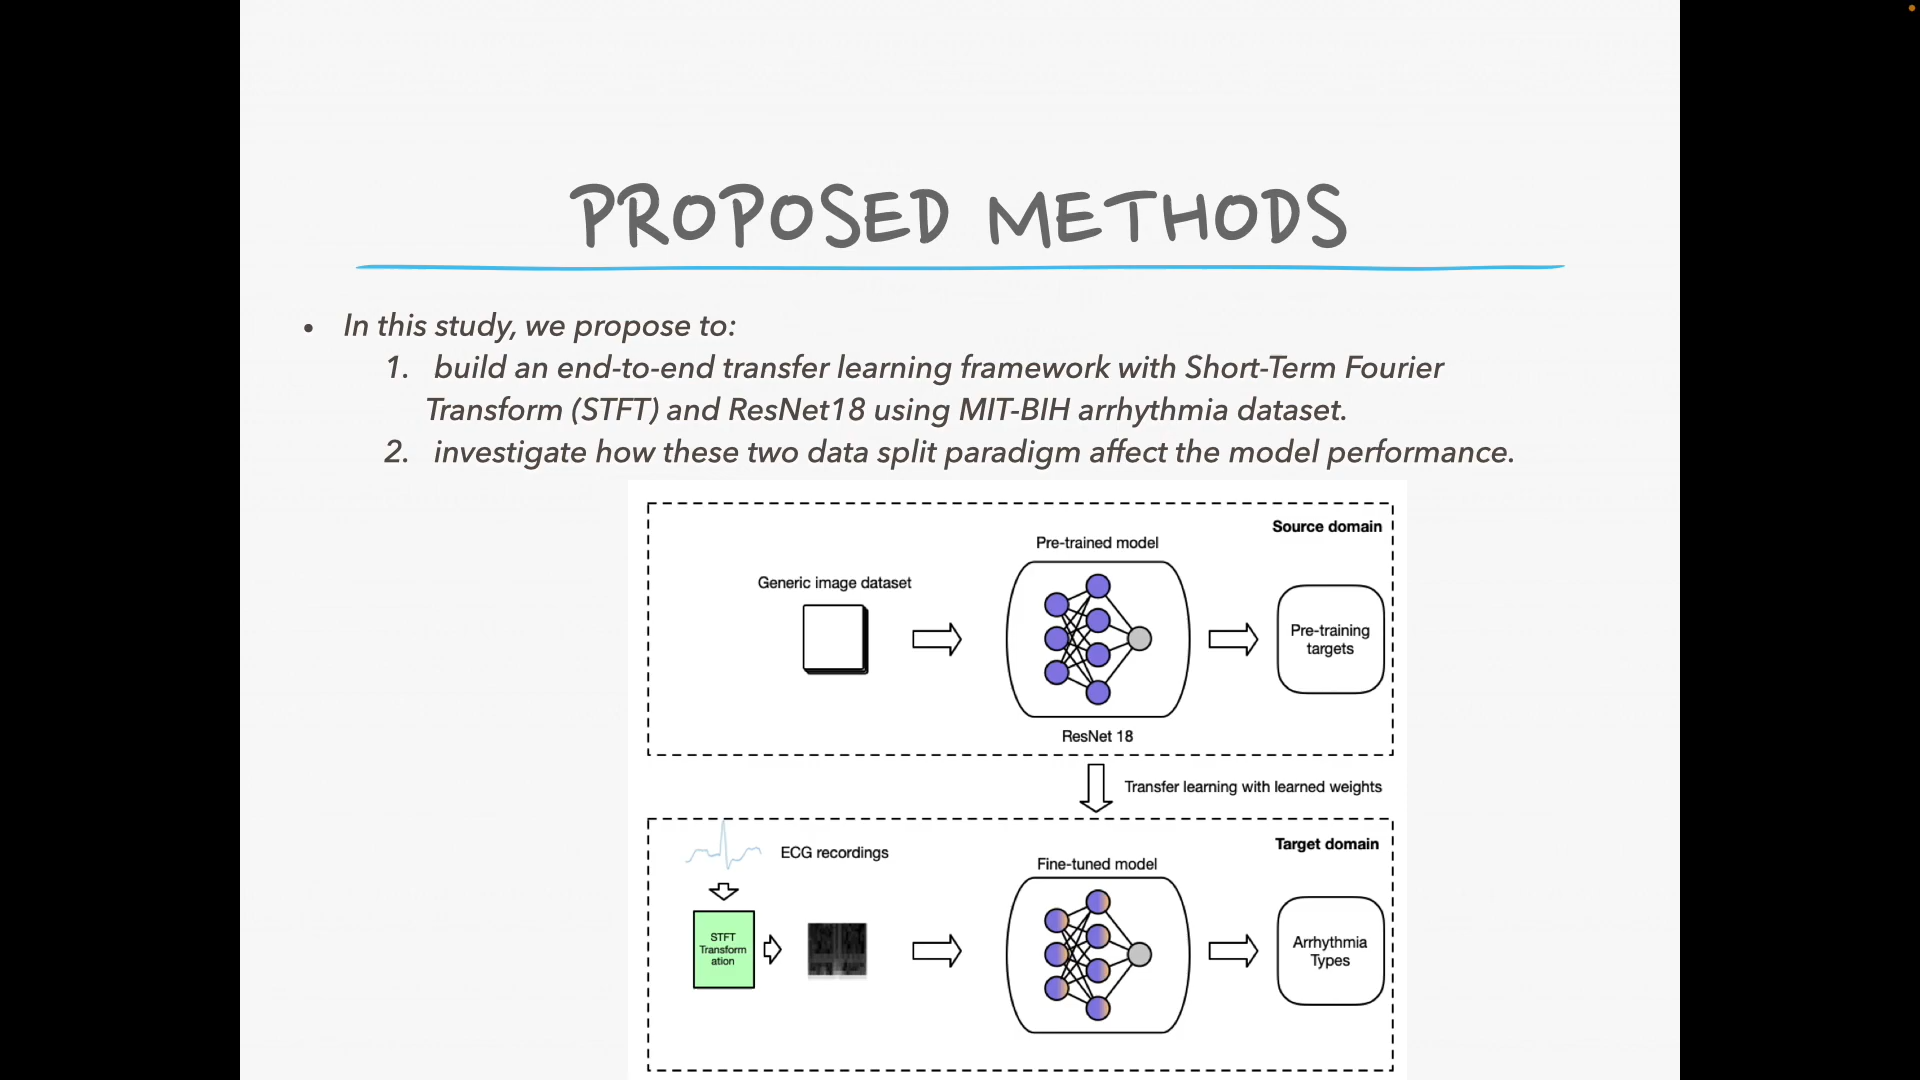 PROPOSED METHODS
• In this study, we propose to:
1. build an end-to-end transfer learning framework with Short-Term Fourier
Transform (STFT) and ResNet18 using MIT-BIH arrhythmia dataset.
2. investigate how these two data split paradigm affect the model performance.
Source domain
Pre-trained model
Generic image dataset
Pre-training
targets
ResNet 18
Transfer learning with learned weights
Target domain
ECG recordings
Fine-tuned model
STFT
Transform
ation
Arrhythmia
Types